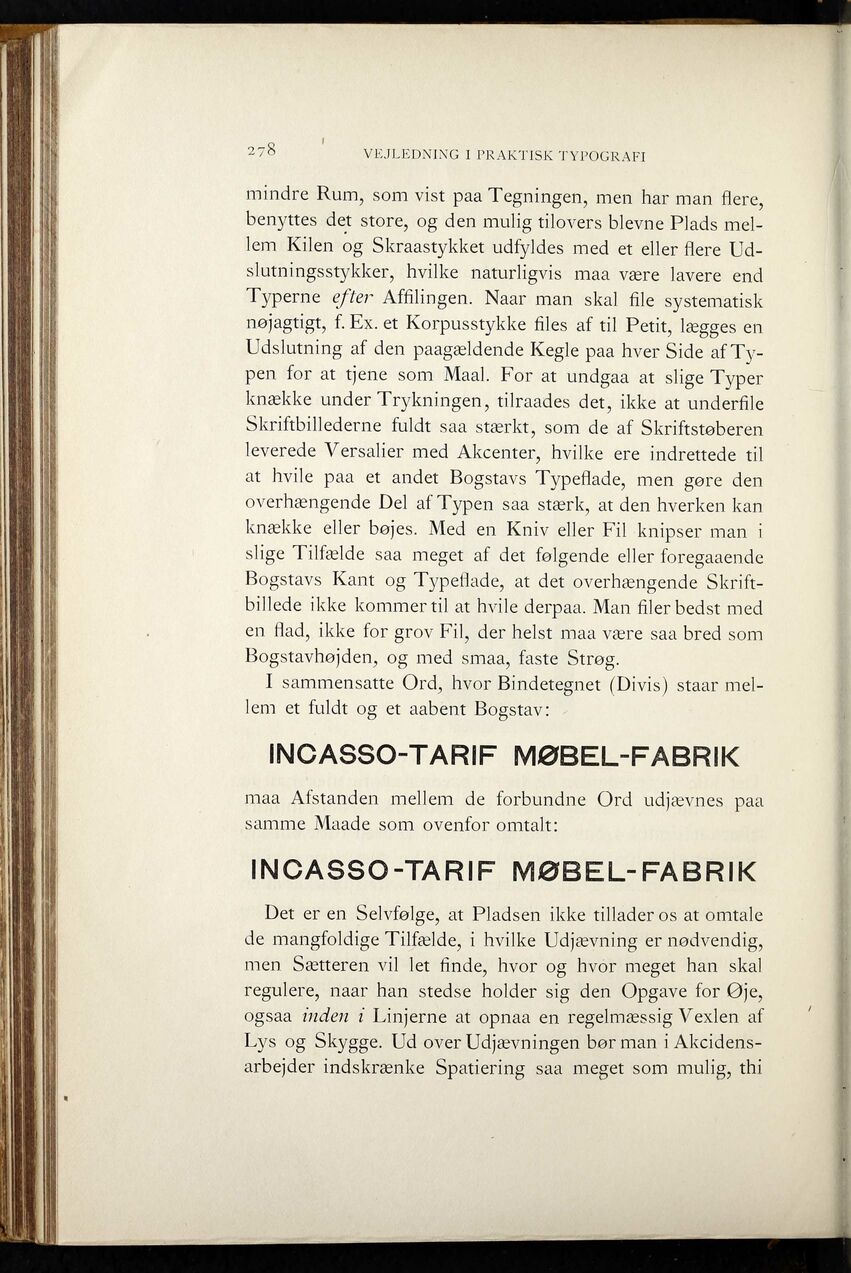 278 VEJLEDNING I PRAKTISK TYPOGRAFI
mindre Rum, som vist paa Tegningen, men har man flere,
benyttes det store, og den mulig tilovers blevne Plads mel-
lem Kilen og Skraastykket udfyldes med et eller flere Ud-
slutningsstykker, hvilke naturligvis maa være lavere end
Typerne efter Affilingen. Naar man skal file systematisk
nøjagtigt, f. Ex. et Korpusstykke files af til Petit, lægges en
Udslutning af den paagældende Kegle paa hver Side af Ty-
pen for at tjene som Maal. For at undgaa at slige Typer
knække under Trykningen, tilraades det, ikke at underfile
Skriftbillederne fuldt saa stærkt, som de af Skriftstøberen
leverede Versalier med Akcenter, hvilke ere indrettede til
at hvile paa et andet Bogstavs Typeflade, men gøre den
overhængende Del af Typen saa stærk, at den hverken kan
knække eller bøjes. Med en Kniv eller Fil knipser man i
slige Tilfælde saa meget af det følgende eller foregaaende
Bogstavs Kant og Typeflade, at det overhængende Skrift-
billede ikke kommer til at hvile derpaa. Man filer bedst med
en flad, ikke for grov Fil, der helst maa være saa bred som
Bogstavhøjden, og med smaa, faste Strøg.
I sammensatte Ord, hvor Bindetegnet (Divis) staar mel-
lem et fuldt og et aabent Bogstav:
INCASSO-TARIF MØBEL-FABRIK
maa Afstanden mellem de forbundne Ord udjævnes paa
samme Maade som ovenfor omtalt:
INCASSO-TARIF MØBEL-FABRIK
Det er en Selvfølge, at Pladsen ikke tillader os at omtale
de mangfoldige Tilfælde, i hvilke Udjævning er nødvendig,
men Sætteren vil let finde, hvor og hvor meget han skal
regulere, naar han stedse holder sig den Opgave for Øje,
ogsaa inden i Linjerne at opnaa en regelmæssig Vexlen af
Lys og Skygge. Ud over Udjævningen bør man i Akcidens-
arbejder indskrænke Spatiering saa meget som mulig, thi